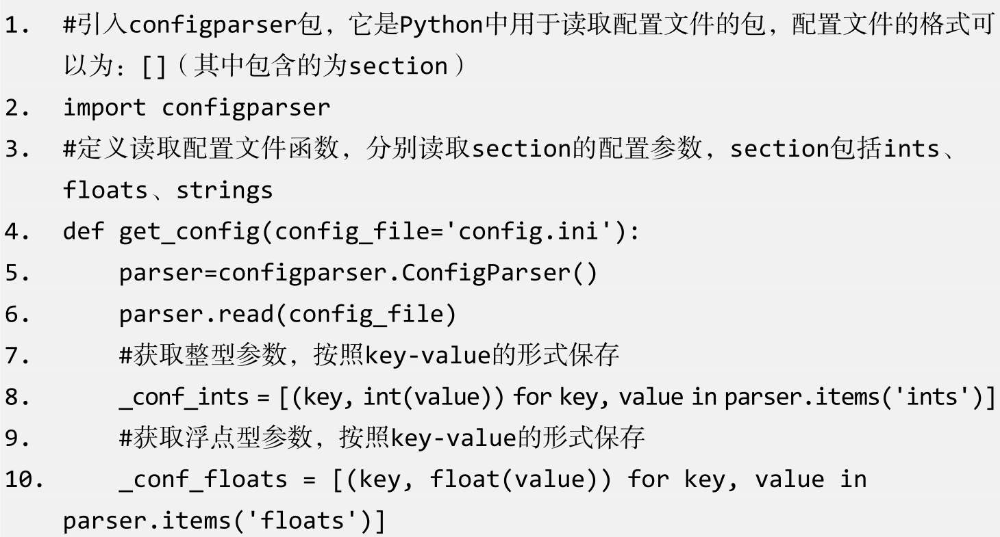 1. #引入configparser包，它是Python中用于读取配置文件的包，配置文件的格式可
以为：[]（其中包含的为section）
2. import configparser
3. #定义读取配置文件函数，分别读取section的配置参数，section包括ints、
floats、strings
4. def get_config(config_file='config.ini'):
5.     parser=configparser.ConfigParser()
6.     parser.read(config_file)
7.     #获取整型参数，按照key-value的形式保存
8.     _conf_ints = [(key, int(value)) for key, value in parser.items('ints')]
9.     #获取浮点型参数，按照key-value的形式保存
10.     _conf_floats = [(key, float(value)) for key, value in
parser.items('floats')]